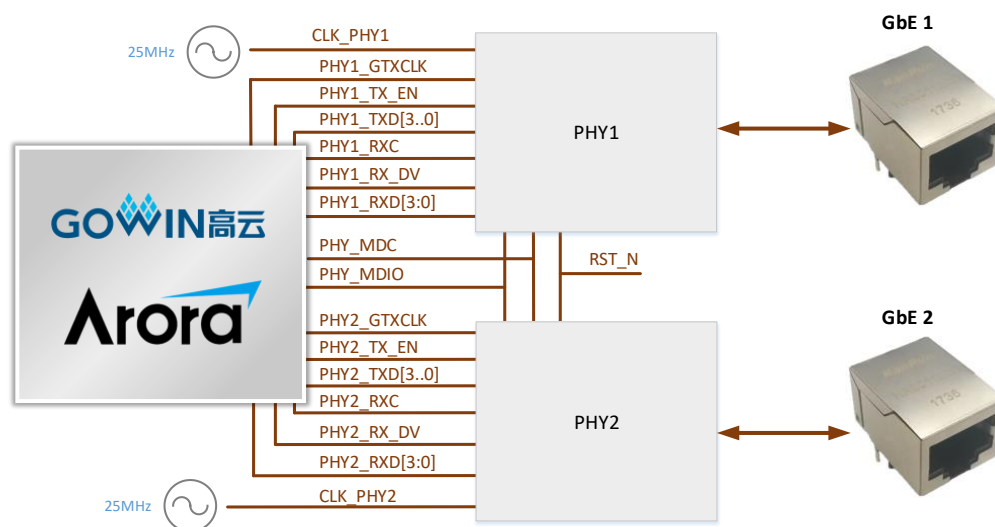 GbE 1
CLK_PHY1
25MHz
PHY1_GTXCLK
PHY1_TX_EN
PHY1_TXD[3..0]
PHY1
PHY1_RXC
PHY1_RX_DV
PHY1_RXD[3:0]
1736
GOWIN高云
Arora
PHY_MDC
PHY_MDIO
RST_N
GbE 2
PHY2_GTXCLK
PHY2_TX_EN
PHY2_TXD[3..0]
PHY2
PHY2_RXC
PHY2_RX_DV
PHY2_RXD[3:0]
1736
25MHz
CLK_PHY2